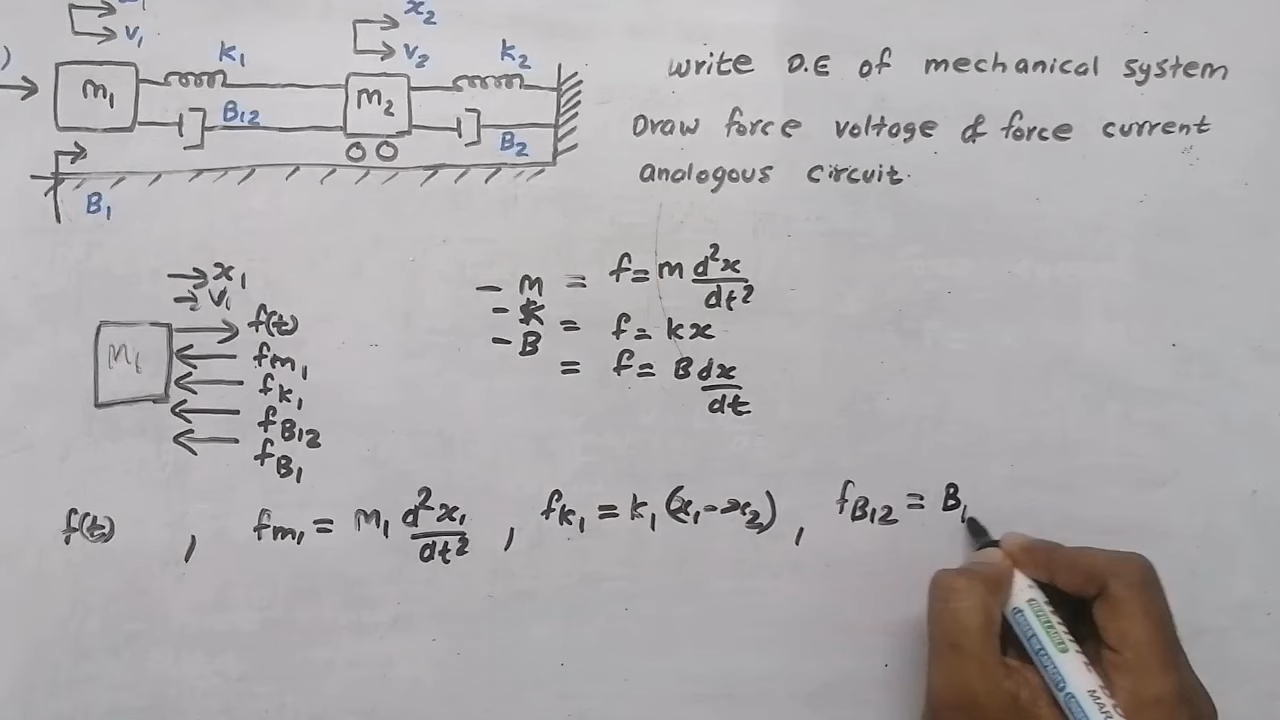 x2
v1 v2
k1 k2
m1 m2
B12 B2
B1
write D.E of mechanical system
Draw force voltage & force current
analogous circuit.
→ x1
→ v1
M1
f(t)
fm1
fk1
fB12
fB1
- M = f = m d²x/dt²
- K = f = kx
- B = f = B dx/dt
f(t) , fm1 = M1 d²x1/dt² , fK1 = k1(x1-x2) , fB12 = B1
REFILLABLE